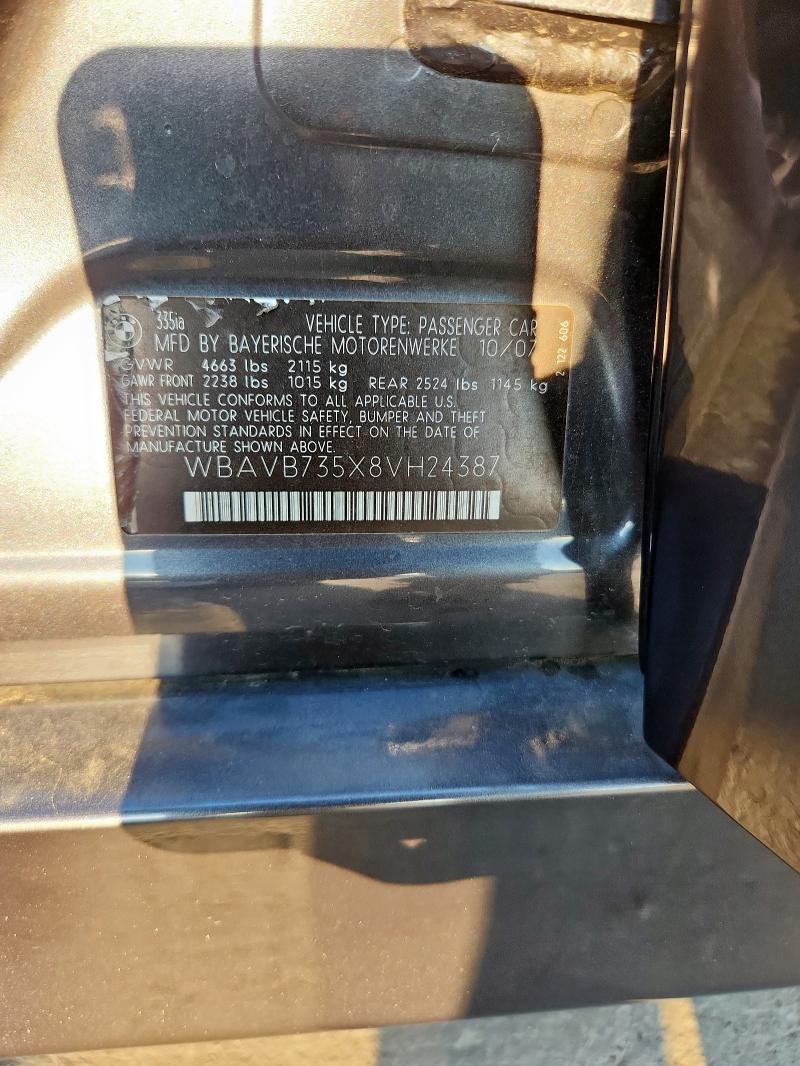 335ia
VEHICLE TYPE: PASSENGER CAR
MFD BY BAYERISCHE MOTORENWERKE 10/07
GVWR 4663 lbs 2115 kg
GAWR FRONT 2238 lbs 1015 kg REAR 2524 lbs 1145 kg
THIS VEHICLE CONFORMS TO ALL APPLICABLE U.S.
FEDERAL MOTOR VEHICLE SAFETY, BUMPER AND THEFT
PREVENTION STANDARDS IN EFFECT ON THE DATE OF
MANUFACTURE SHOWN ABOVE.
WBAVB735X8VH24387
122 606